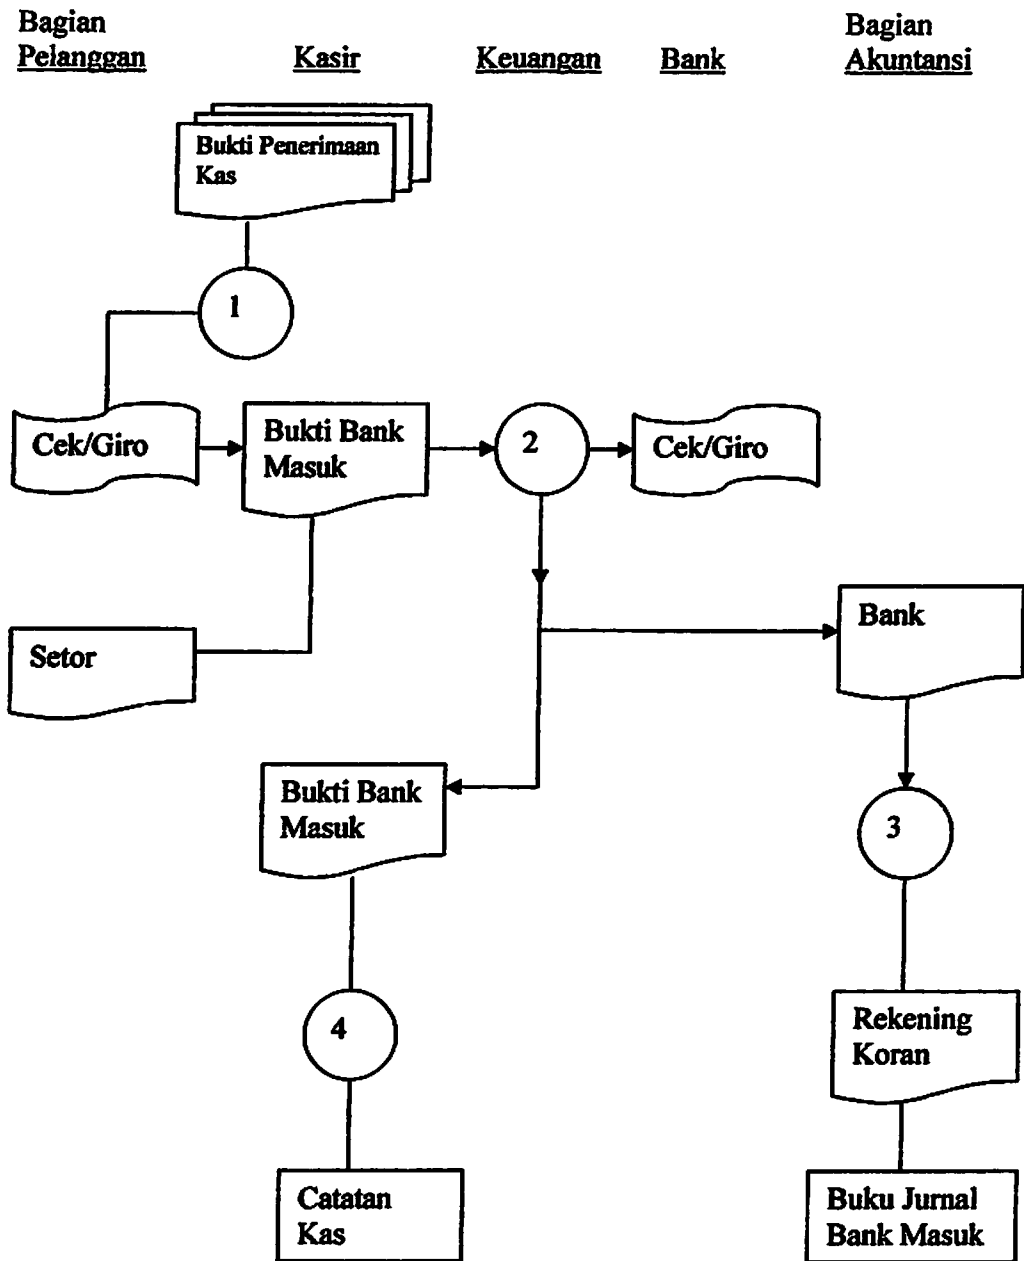 Bagian
Pelanggan
Kasir
Keuangan
Bank
Bagian
Akuntansi
Bukti Penerimaan
Kas
1
Cek/Giro
Bukti Bank
Masuk
2
Cek/Giro
Setor
Bank
Bukti Bank
Masuk
3
4
Rekening
Koran
Catatan
Kas
Buku Jurnal
Bank Masuk